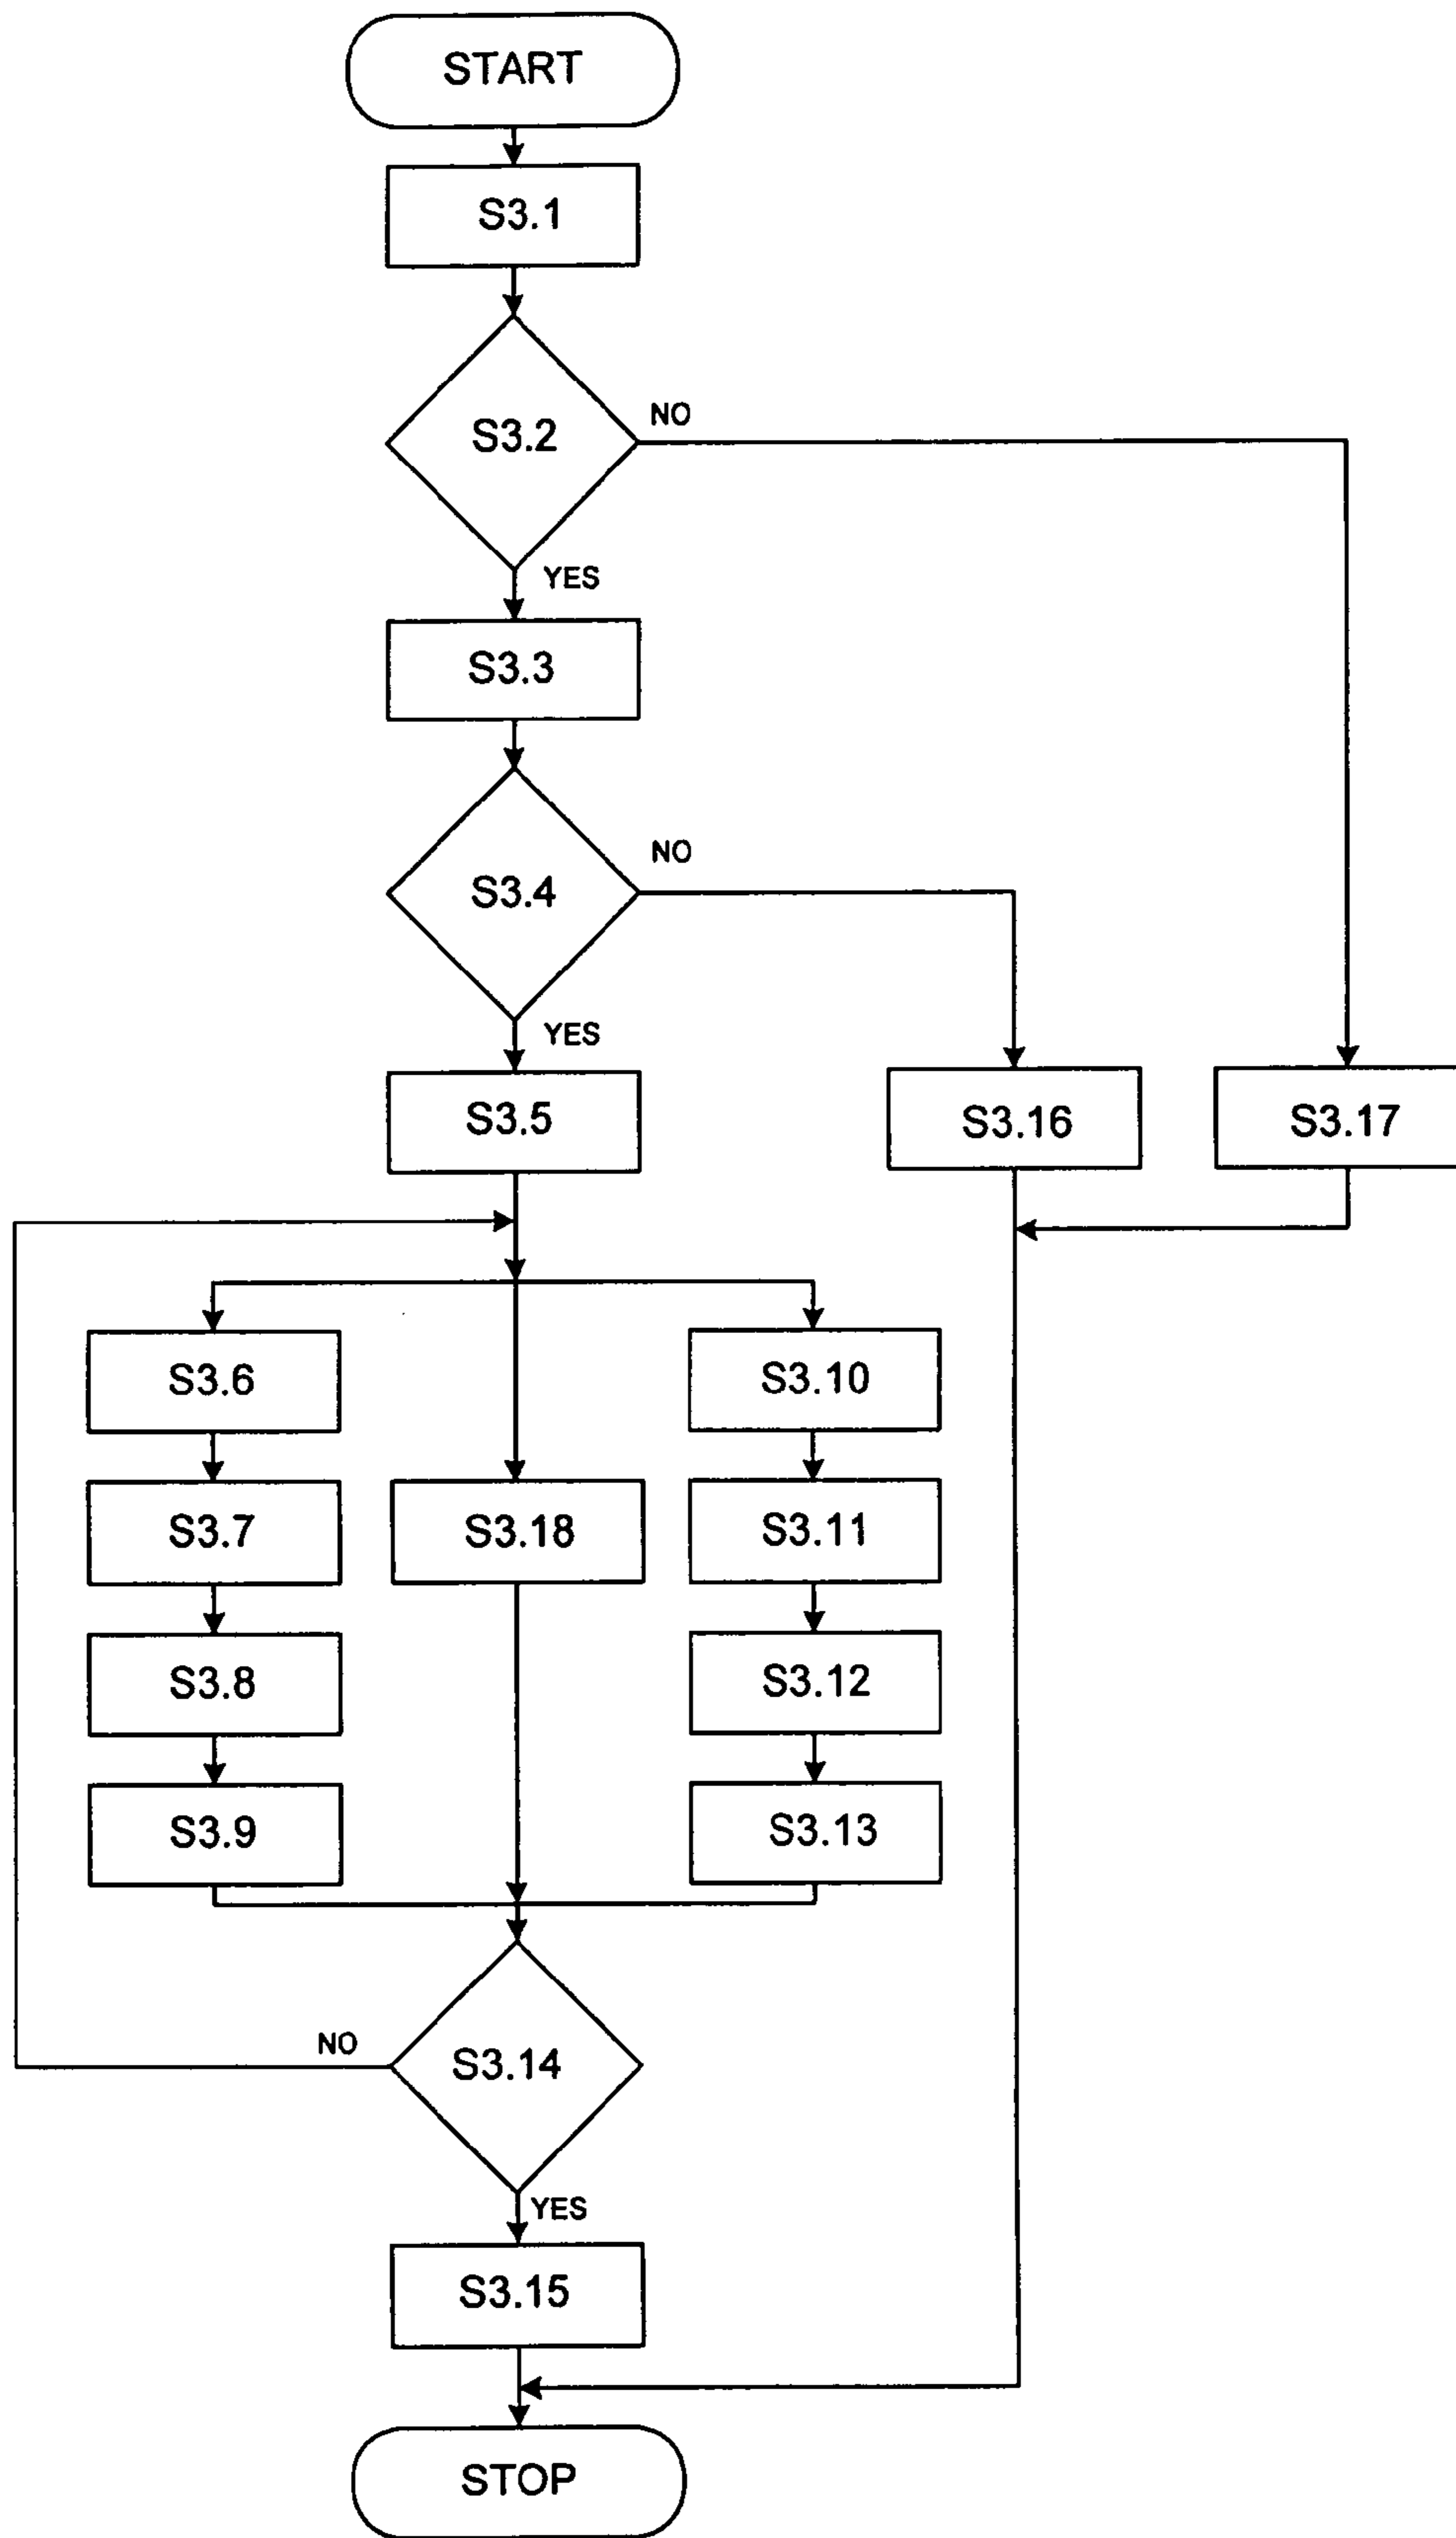 START
S3.1
S3.2
NO
YES
S3.3
S3.4
NO
YES
S3.5
S3.16
S3.17
S3.6
S3.10
S3.7
S3.18
S3.11
S3.8
S3.12
S3.9
S3.13
NO
S3.14
YES
S3.15
STOP